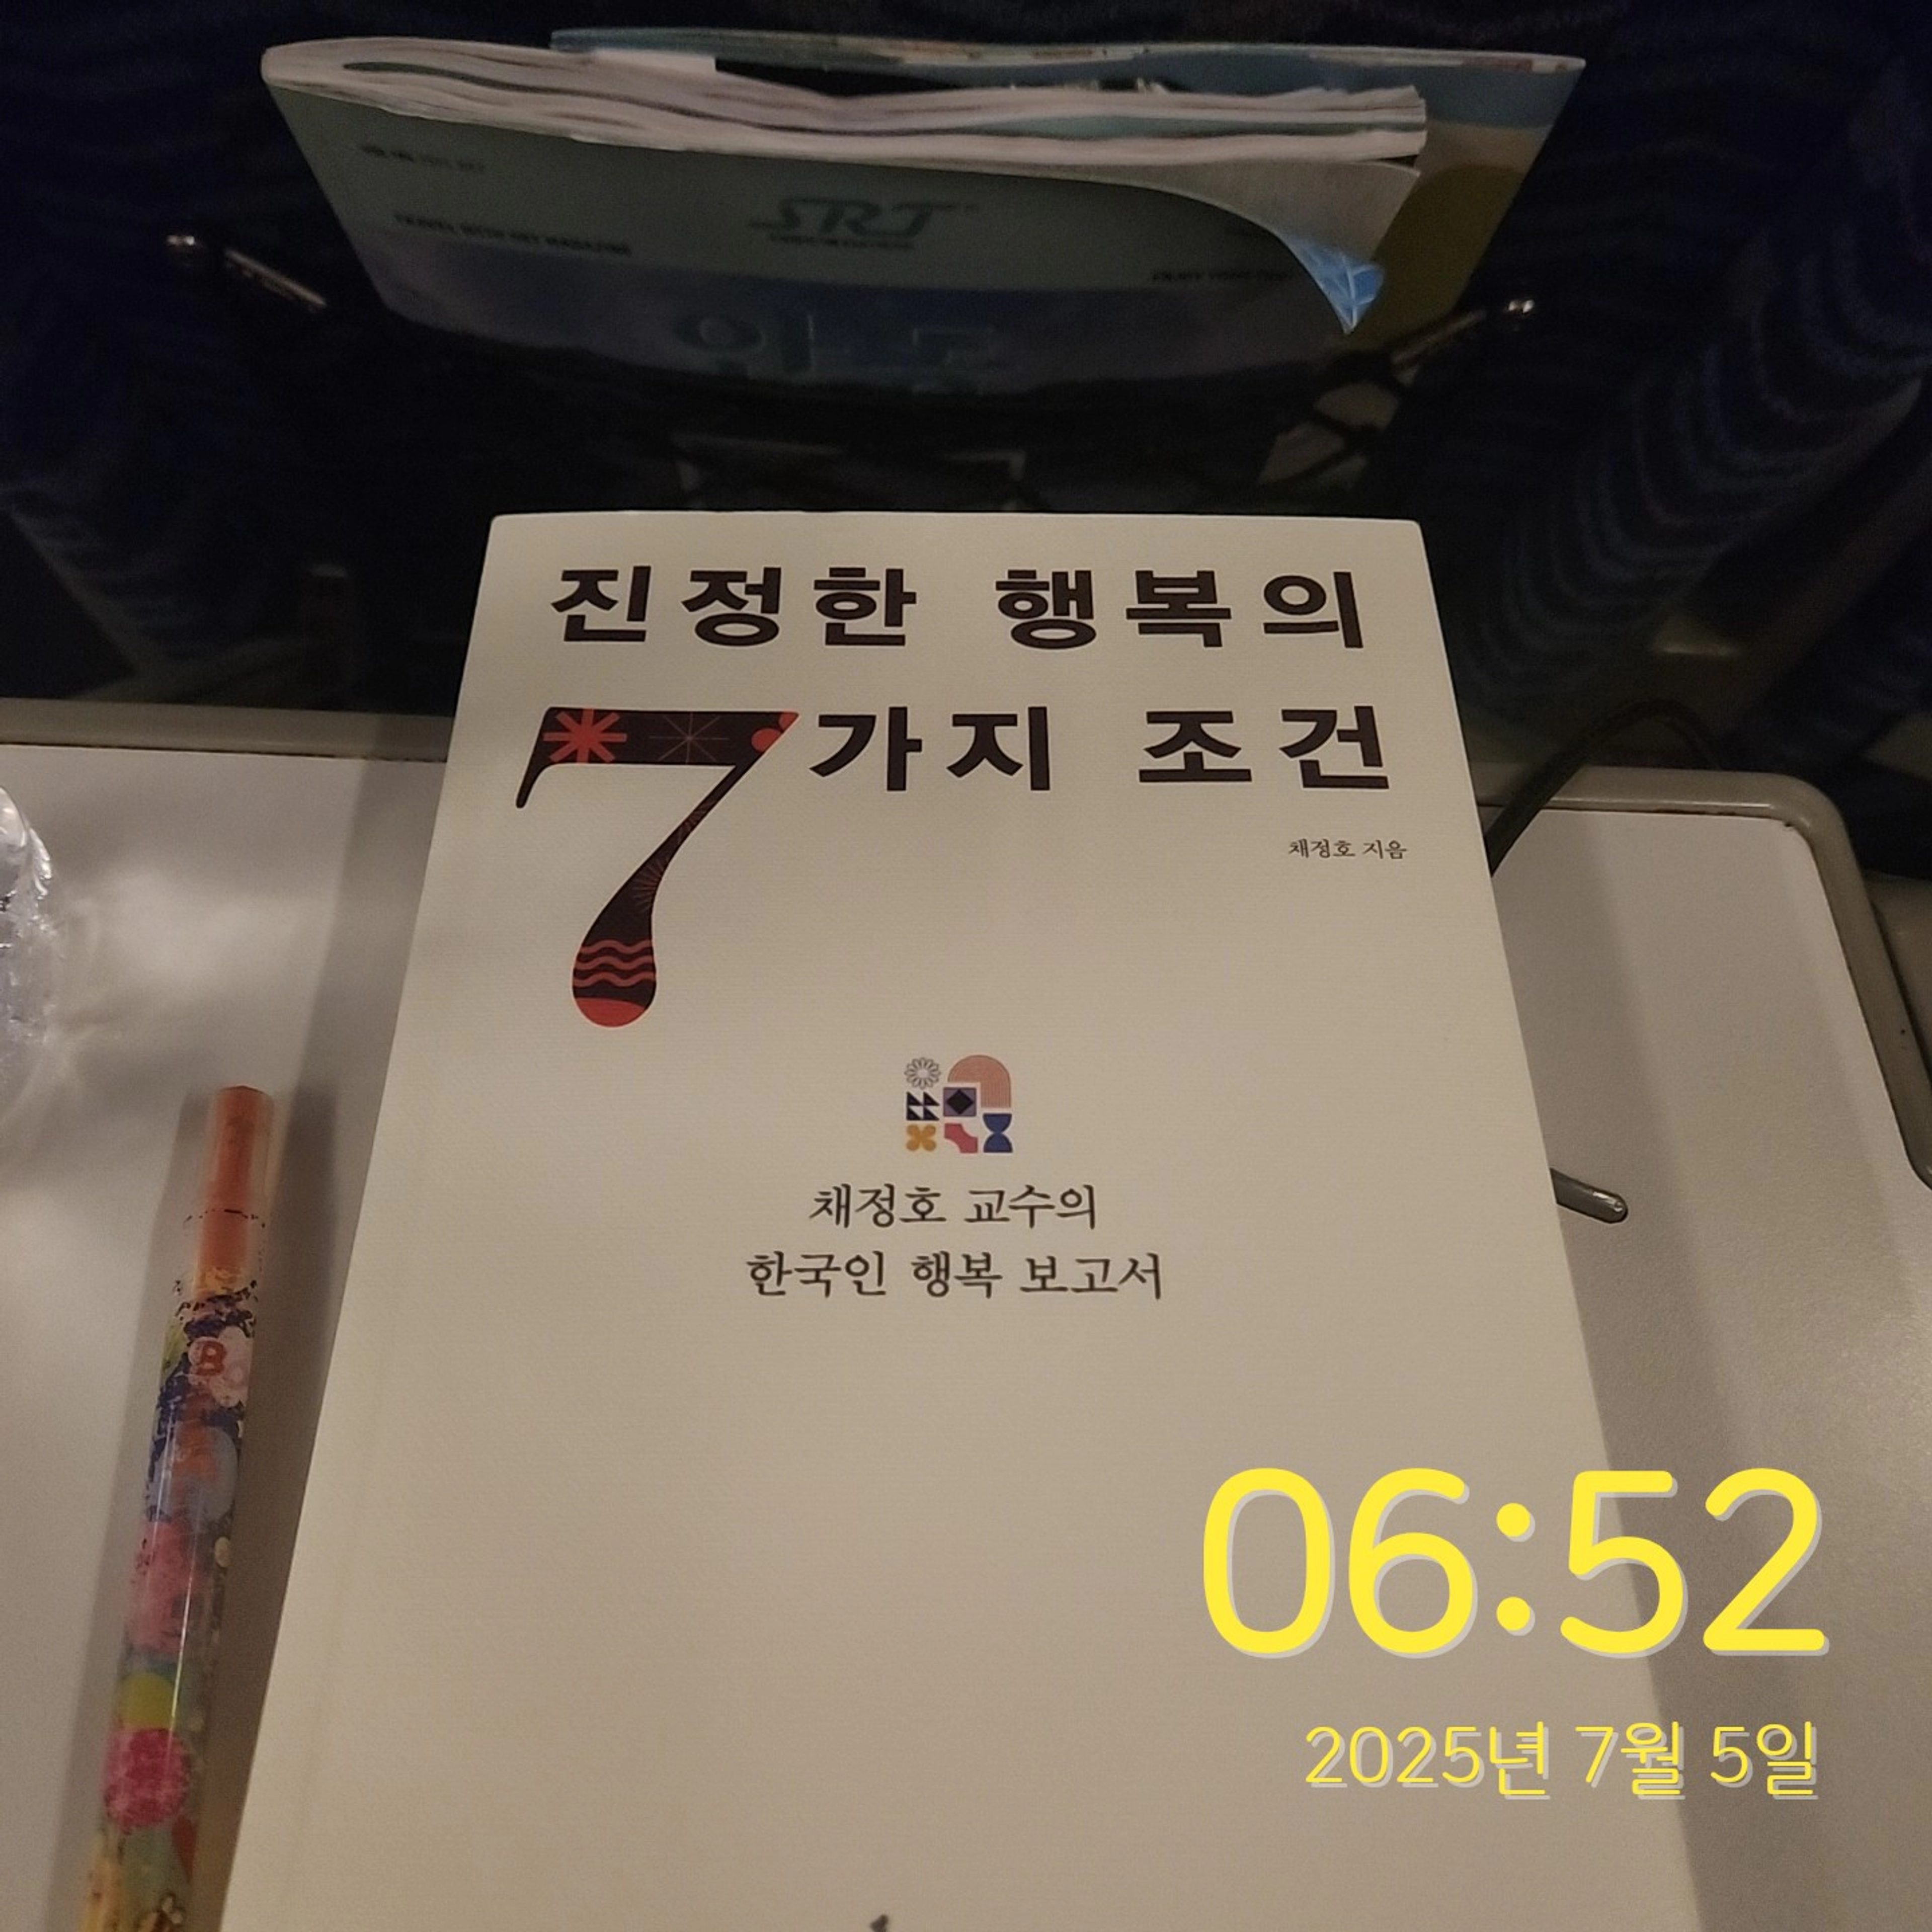 SRT
진정한 행복의
7가지 조건
채정호 지음
채정호 교수의
한국인 행복 보고서
06:52
2025년 7월 5일